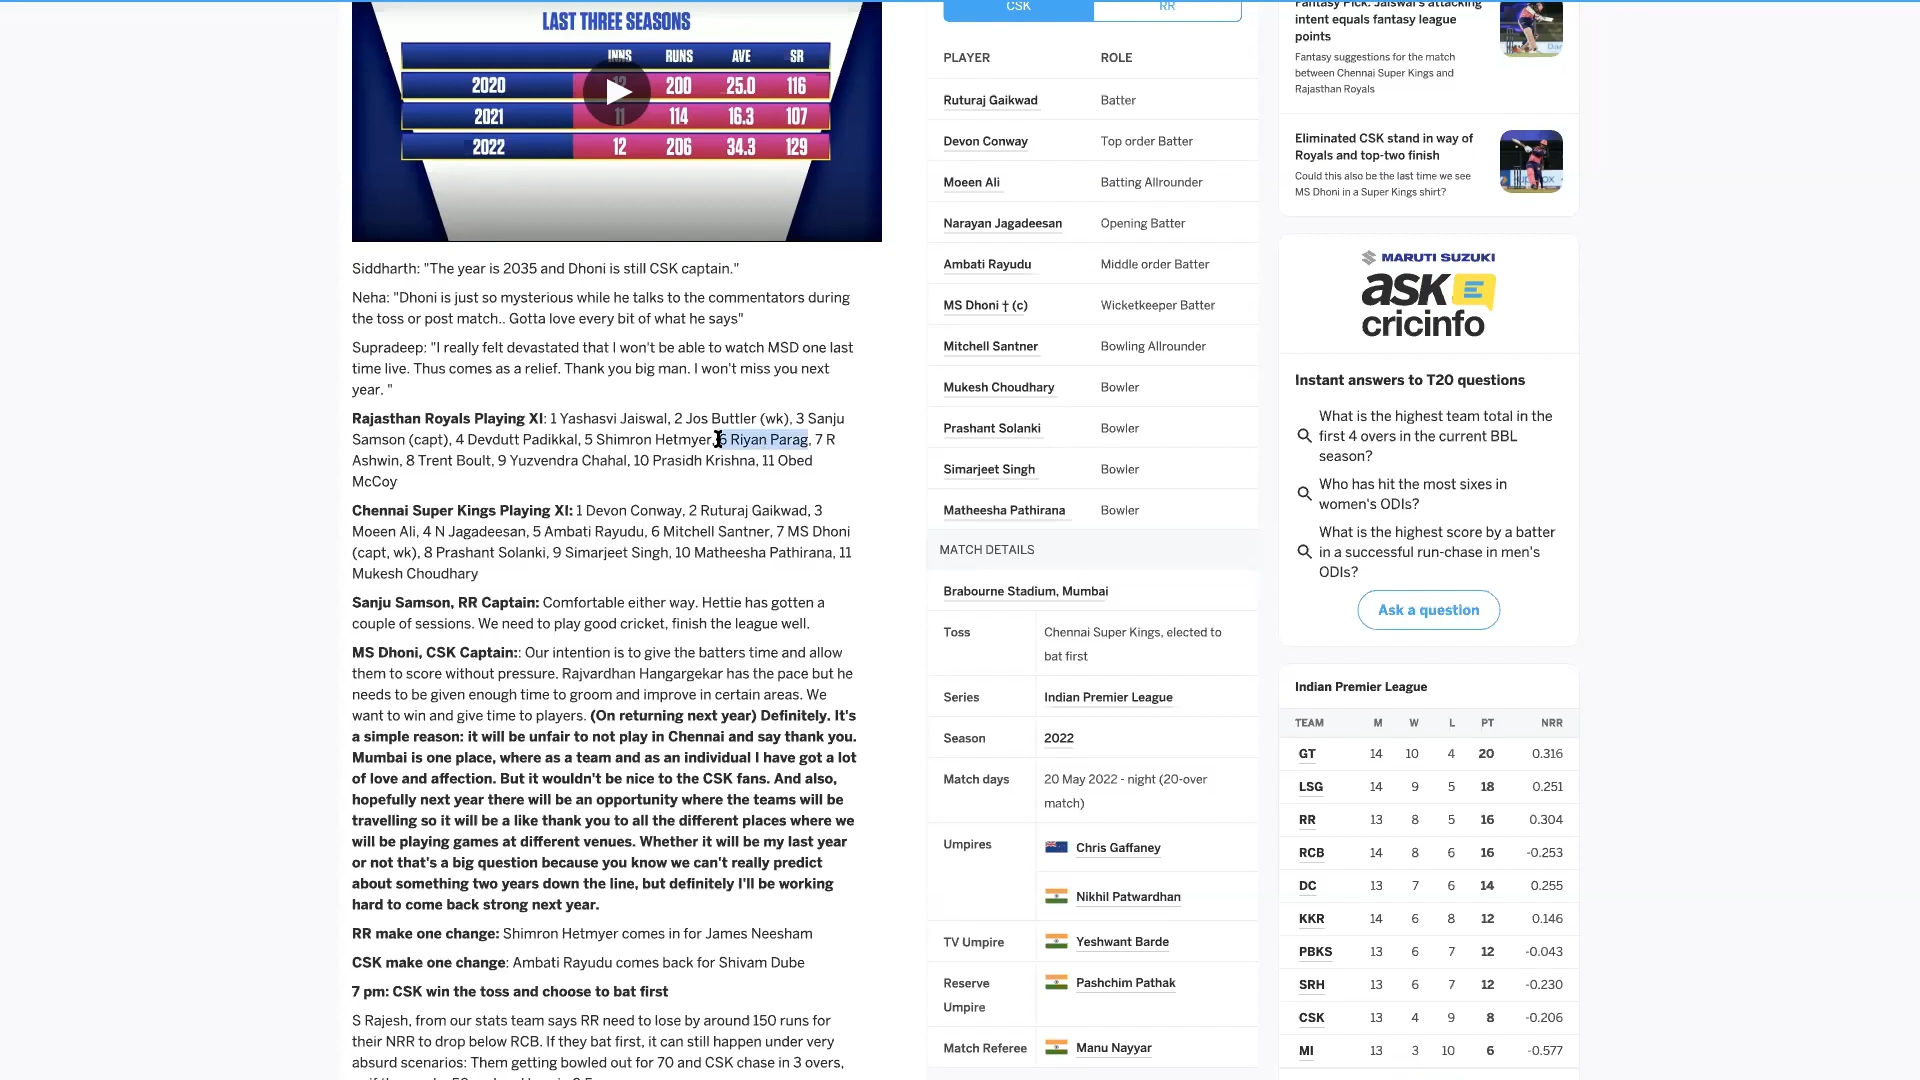 LAST THREE SEASONS
INNS RUNS AVE SR
2020 12 200 25.0 116
2021 11 114 16.3 107
2022 12 206 34.3 129
Siddharth: "The year is 2035 and Dhoni is still CSK captain."
Neha: "Dhoni is just so mysterious while he talks to the commentators during
the toss or post match.. Gotta love every bit of what he says"
Supradeep: "I really felt devastated that I won't be able to watch MSD one last
time live. Thus comes as a relief. Thank you big man. I won't miss you next
year. "
Rajasthan Royals Playing XI: 1 Yashasvi Jaiswal, 2 Jos Buttler (wk), 3 Sanju
Samson (capt), 4 Devdutt Padikkal, 5 Shimron Hetmyer, 6 Riyan Parag, 7 R
Ashwin, 8 Trent Boult, 9 Yuzvendra Chahal, 10 Prasidh Krishna, 11 Obed
McCoy
Chennai Super Kings Playing XI: 1 Devon Conway, 2 Ruturaj Gaikwad, 3
Moeen Ali, 4 N Jagadeesan, 5 Ambati Rayudu, 6 Mitchell Santner, 7 MS Dhoni
(capt, wk), 8 Prashant Solanki, 9 Simarjeet Singh, 10 Matheesha Pathirana, 11
Mukesh Choudhary
Sanju Samson, RR Captain: Comfortable either way. Hettie has gotten a
couple of sessions. We need to play good cricket, finish the league well.
MS Dhoni, CSK Captain:: Our intention is to give the batters time and allow
them to score without pressure. Rajvardhan Hangargekar has the pace but he
needs to be given enough time to groom and improve in certain areas. We
want to win and give time to players. (On returning next year) Definitely. It's
a simple reason: it will be unfair to not play in Chennai and say thank you.
Mumbai is one place, where as a team and as an individual I have got a lot
of love and affection. But it wouldn't be nice to the CSK fans. And also,
hopefully next year there will be an opportunity where the teams will be
travelling so it will be a like thank you to all the different places where we
will be playing games at different venues. Whether it will be my last year
or not that's a big question because you know we can't really predict
about something two years down the line, but definitely I'll be working
hard to come back strong next year.
RR make one change: Shimron Hetmyer comes in for James Neesham
CSK make one change: Ambati Rayudu comes back for Shivam Dube
7 pm: CSK win the toss and choose to bat first
S Rajesh, from our stats team says RR need to lose by around 150 runs for
their NRR to drop below RCB. If they bat first, it can still happen under very
absurd scenarios: Them getting bowled out for 70 and CSK chase in 3 overs,
CSK RR
PLAYER ROLE
Ruturaj Gaikwad Batter
Devon Conway Top order Batter
Moeen Ali Batting Allrounder
Narayan Jagadeesan Opening Batter
Ambati Rayudu Middle order Batter
MS Dhoni † (c) Wicketkeeper Batter
Mitchell Santner Bowling Allrounder
Mukesh Choudhary Bowler
Prashant Solanki Bowler
Simarjeet Singh Bowler
Matheesha Pathirana Bowler
MATCH DETAILS
Brabourne Stadium, Mumbai
Toss Chennai Super Kings, elected to
bat first
Series Indian Premier League
Season 2022
Match days 20 May 2022 - night (20-over
match)
Umpires Chris Gaffaney
Nikhil Patwardhan
TV Umpire Yeshwant Barde
Reserve
Umpire Pashchim Pathak
Match Referee Manu Nayyar
Fantasy Pick: Jaiswal's attacking
intent equals fantasy league
points
Fantasy suggestions for the match
between Chennai Super Kings and
Rajasthan Royals
Eliminated CSK stand in way of
Royals and top-two finish
Could this also be the last time we see
MS Dhoni in a Super Kings shirt?
MARUTI SUZUKI
ask
cricinfo
Instant answers to T20 questions
What is the highest team total in the
first 4 overs in the current BBL
season?
Who has hit the most sixes in
women's ODIs?
What is the highest score by a batter
in a successful run-chase in men's
ODIs?
Ask a question
Indian Premier League
TEAM M W L PT NRR
GT 14 10 4 20 0.316
LSG 14 9 5 18 0.251
RR 13 8 5 16 0.304
RCB 14 8 6 16 -0.253
DC 13 7 6 14 0.255
KKR 14 6 8 12 0.146
PBKS 13 6 7 12 -0.043
SRH 13 6 7 12 -0.230
CSK 13 4 9 8 -0.206
MI 13 3 10 6 -0.577